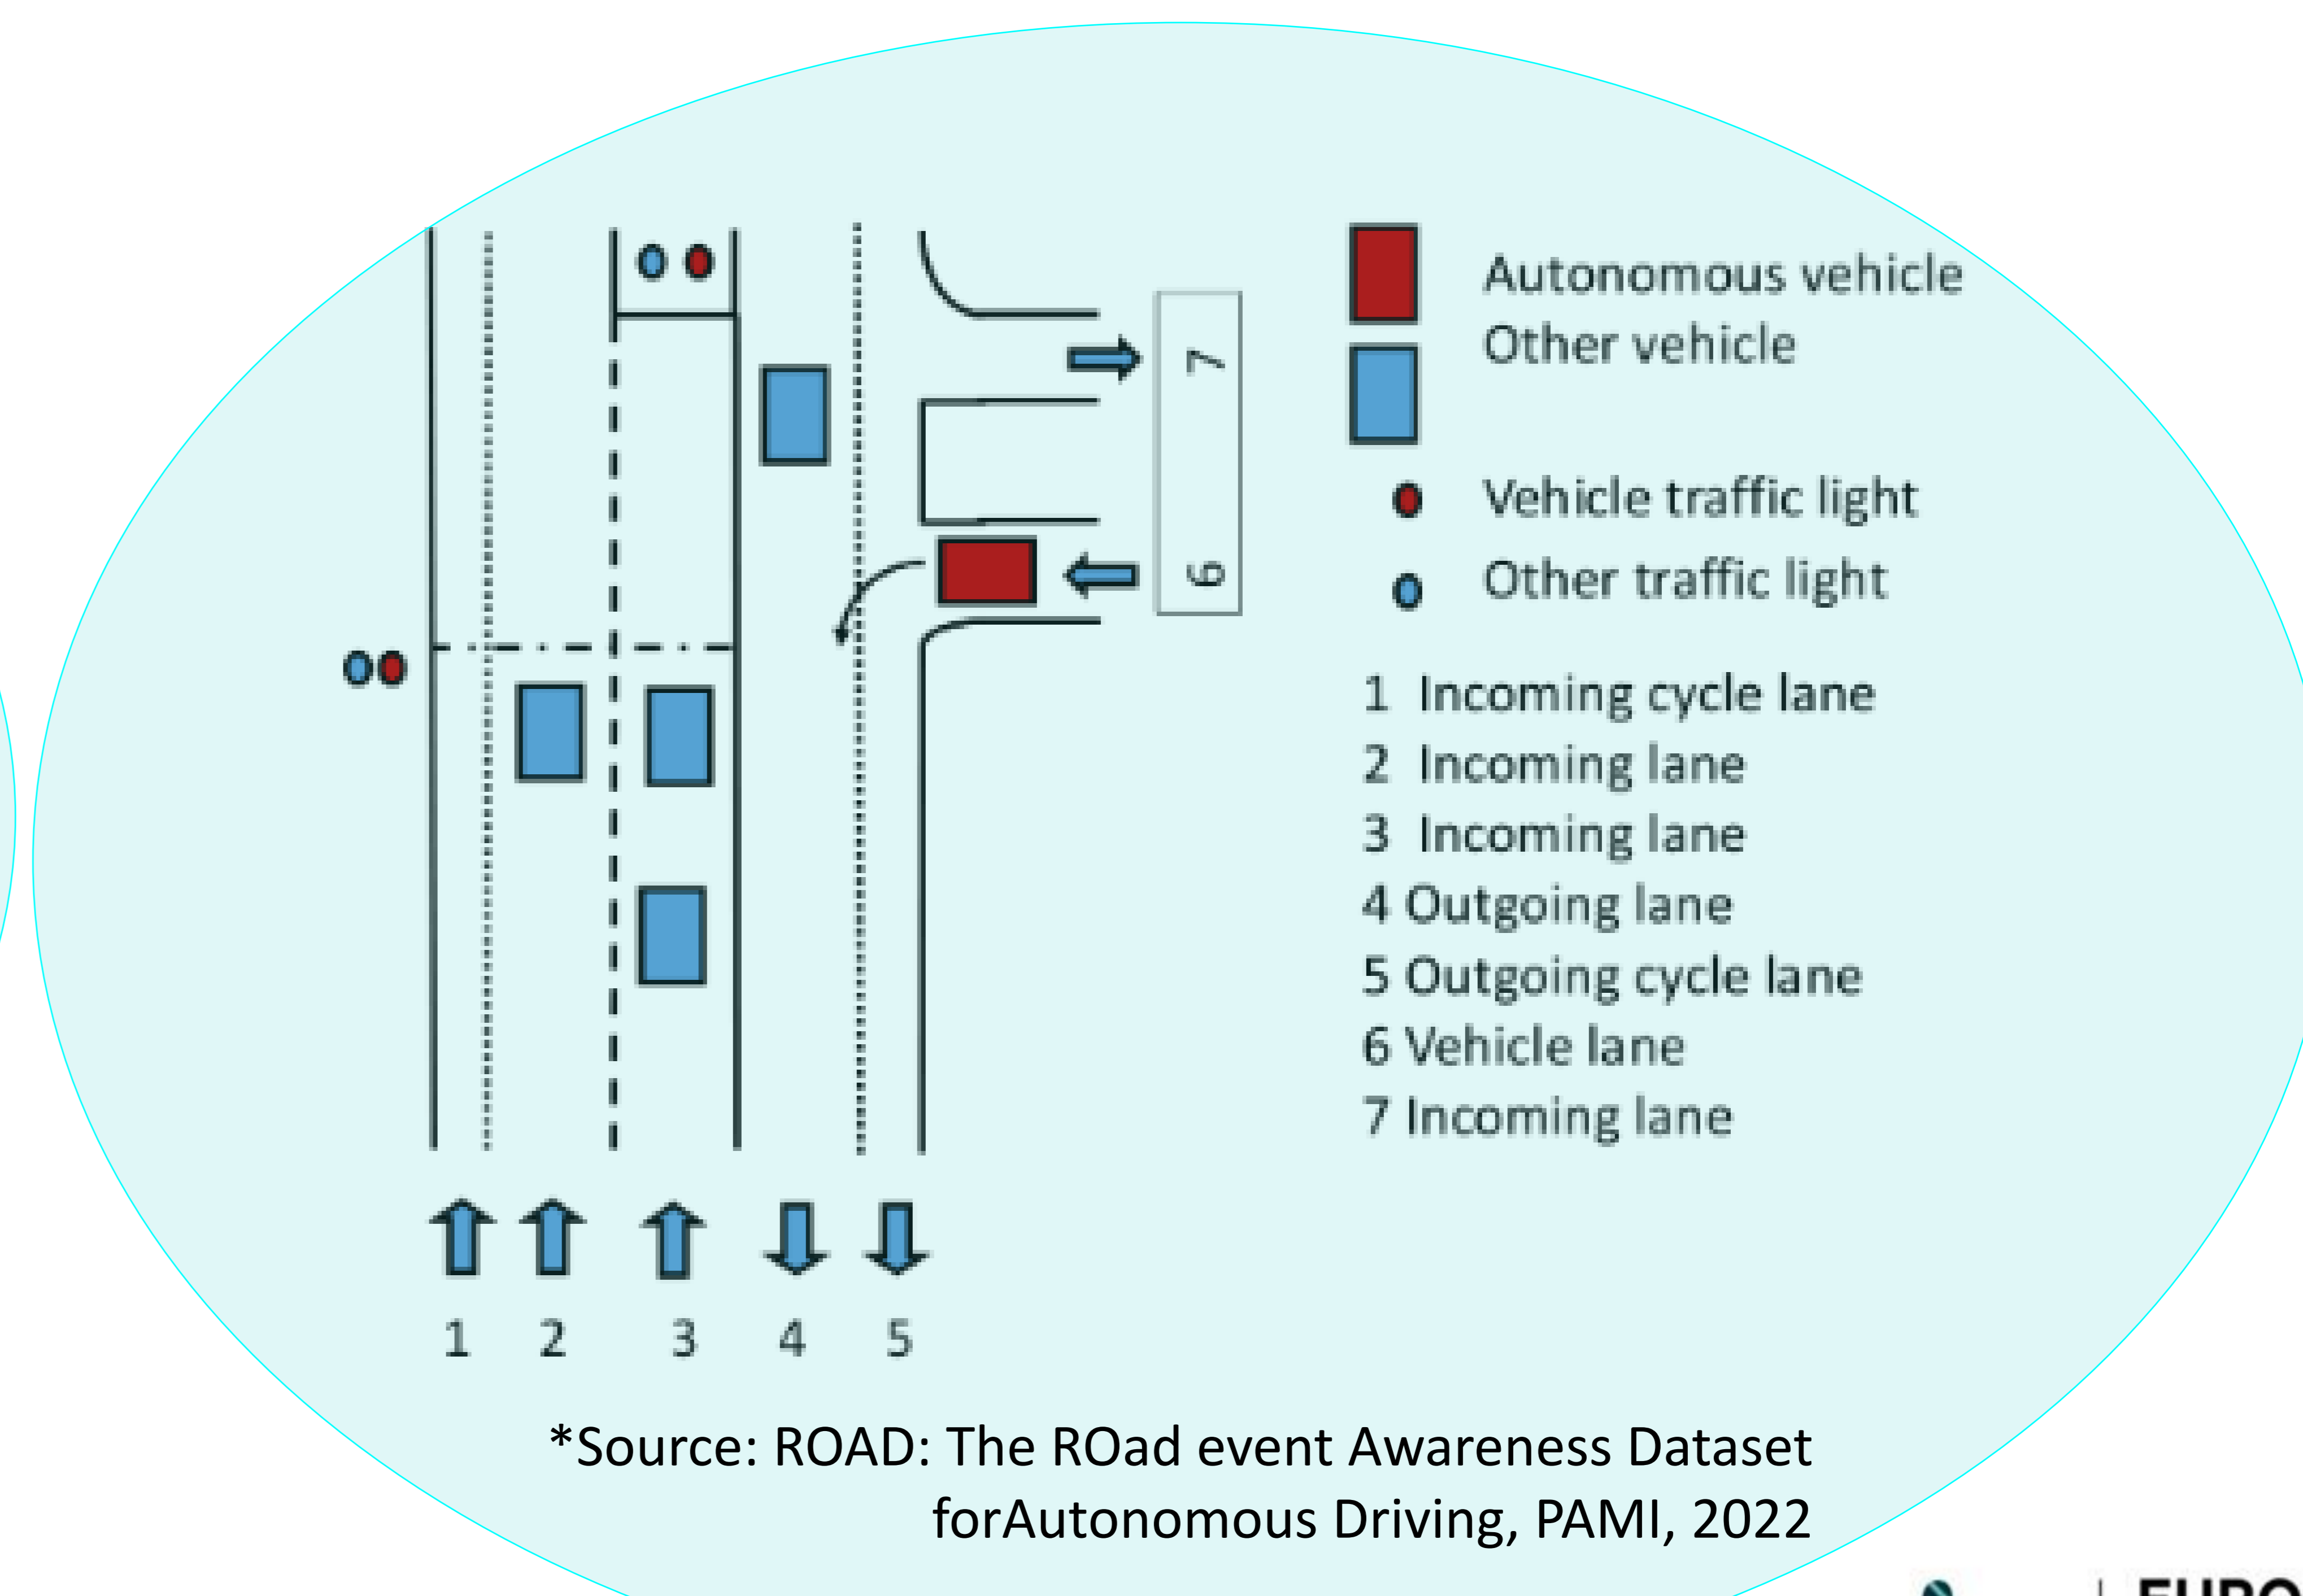 7
6
1 2 3 4 5
Autonomous vehicle
Other vehicle
Vehicle traffic light
Other traffic light
1 Incoming cycle lane
2 Incoming lane
3 Incoming lane
4 Outgoing lane
5 Outgoing cycle lane
6 Vehicle lane
7 Incoming lane
*Source: ROAD: The ROad event Awareness Dataset
forAutonomous Driving, PAMI, 2022